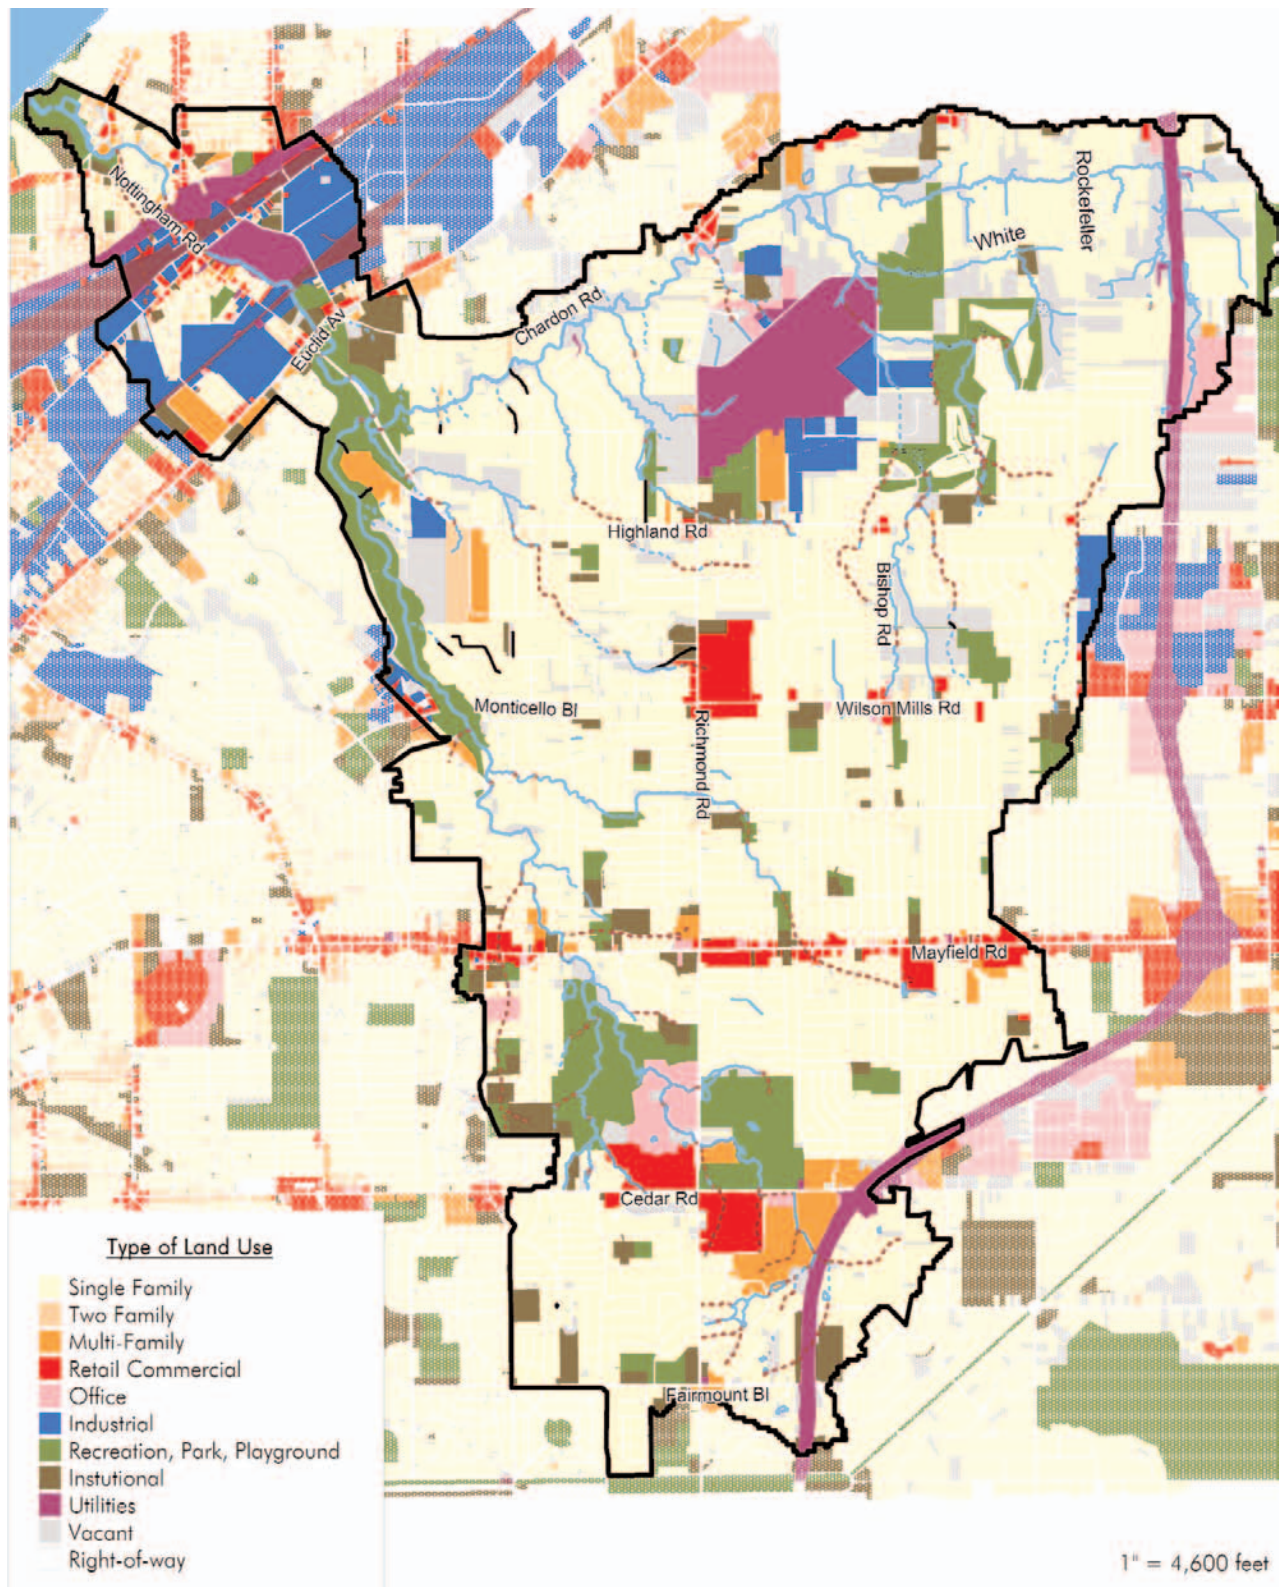 Rockefeller
Nottingham Rd
White
Chardon Rd
Euclid Av
Highland Rd
Bishop Rd
Monticello Bl
Wilson Mills Rd
Richmond Rd
Mayfield Rd
Cedar Rd
Fairmount Bl
Type of Land Use
Single Family
Two Family
Multi-Family
Retail Commercial
Office
Industrial
Recreation, Park, Playground
Instutional
Utilities
Vacant
Right-of-way
1" = 4,600 feet